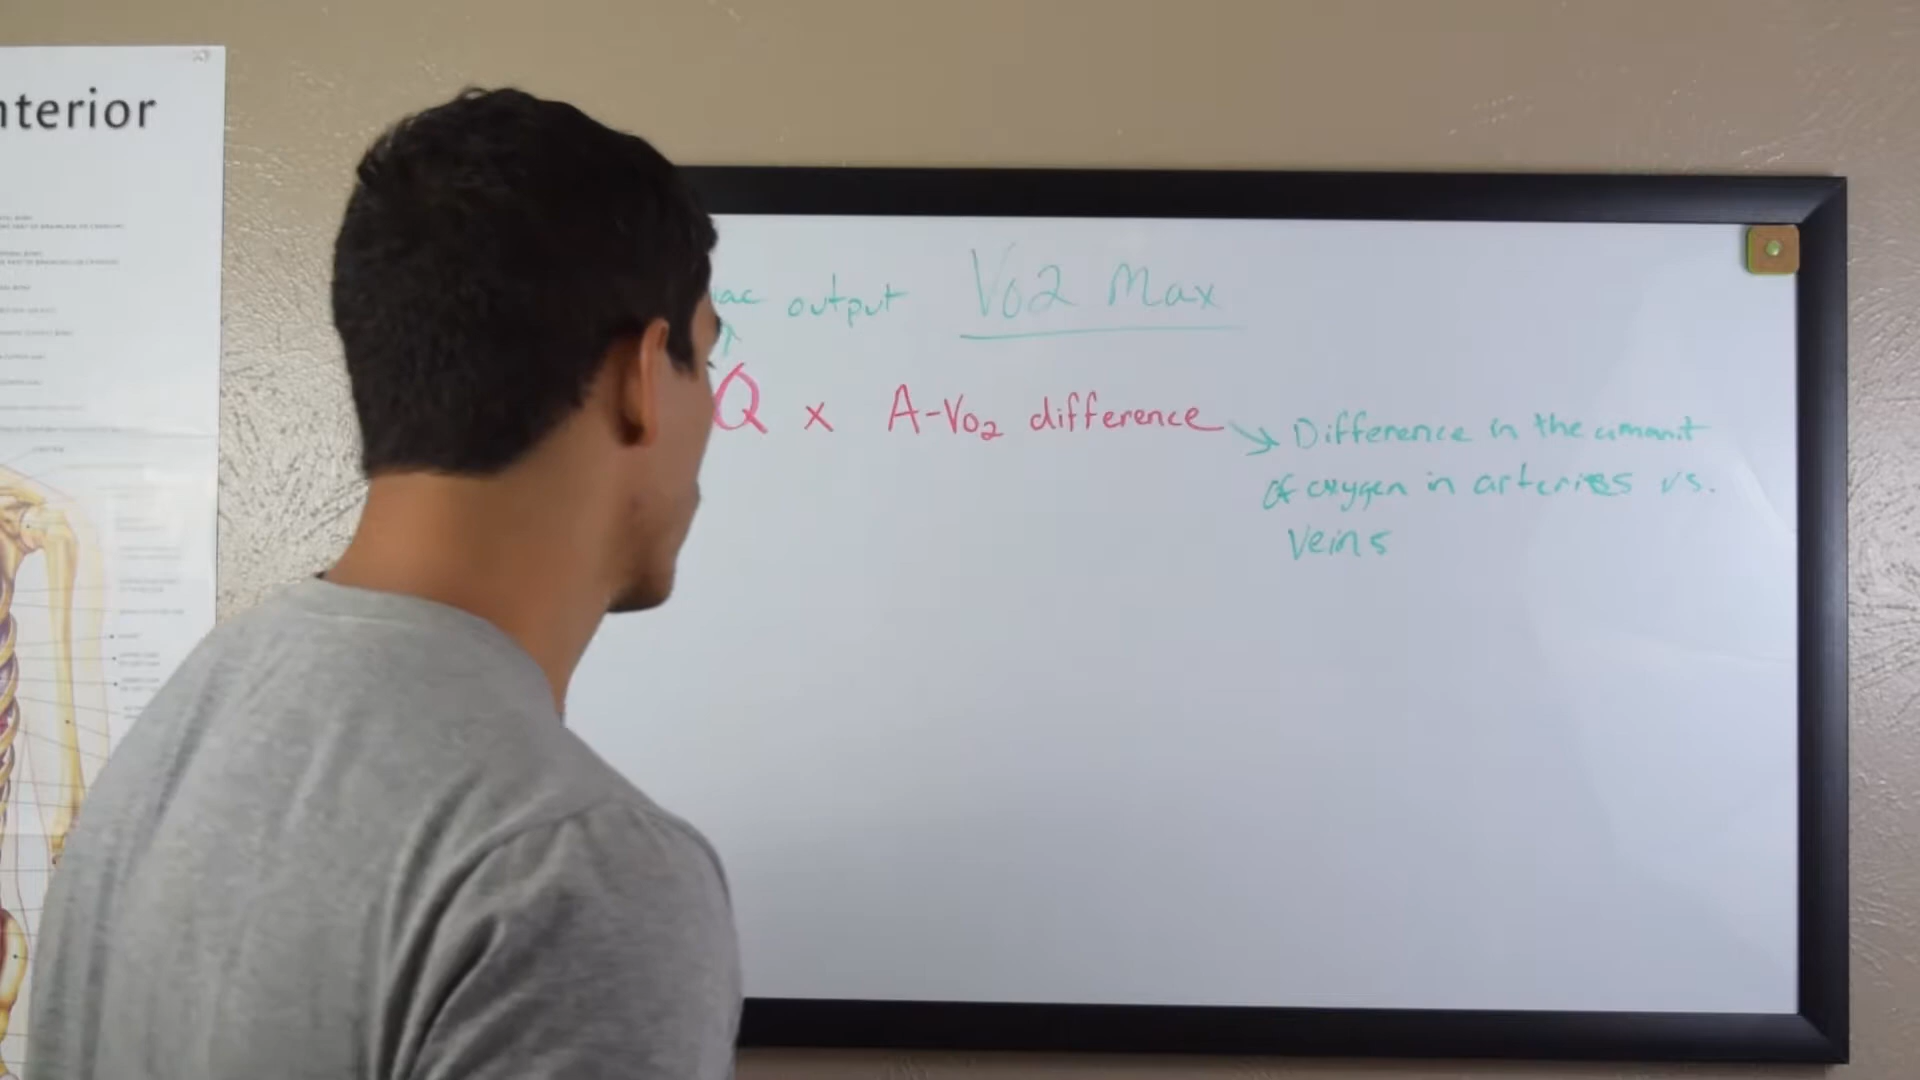 nterior
iac output Vo2 Max
Q x A-Vo2 difference
Difference in the amount
Of oxygen in arteries vs.
Veins